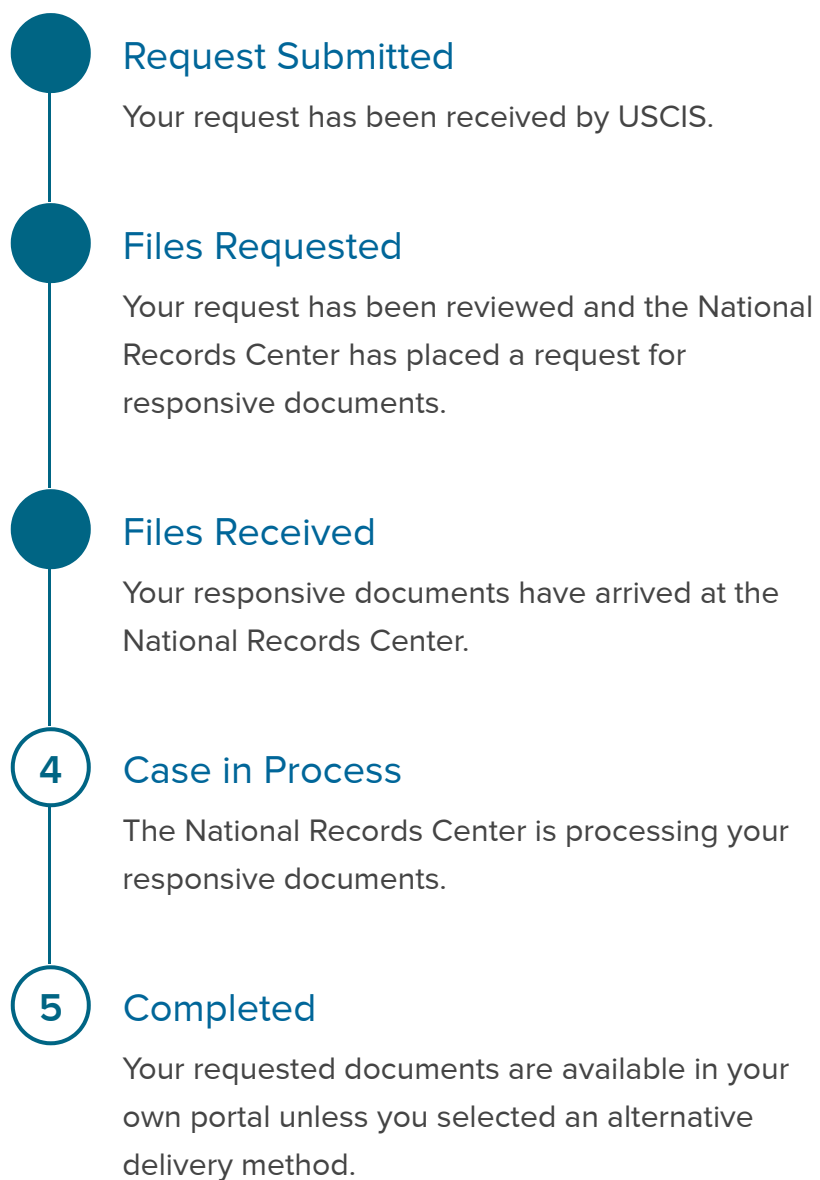 Request Submitted
Your request has been received by USCIS.
Files Requested
Your request has been reviewed and the National
Records Center has placed a request for
responsive documents.
Files Received
Your responsive documents have arrived at the
National Records Center.
4 Case in Process
The National Records Center is processing your
responsive documents.
5 Completed
Your requested documents are available in your
own portal unless you selected an alternative
delivery method.